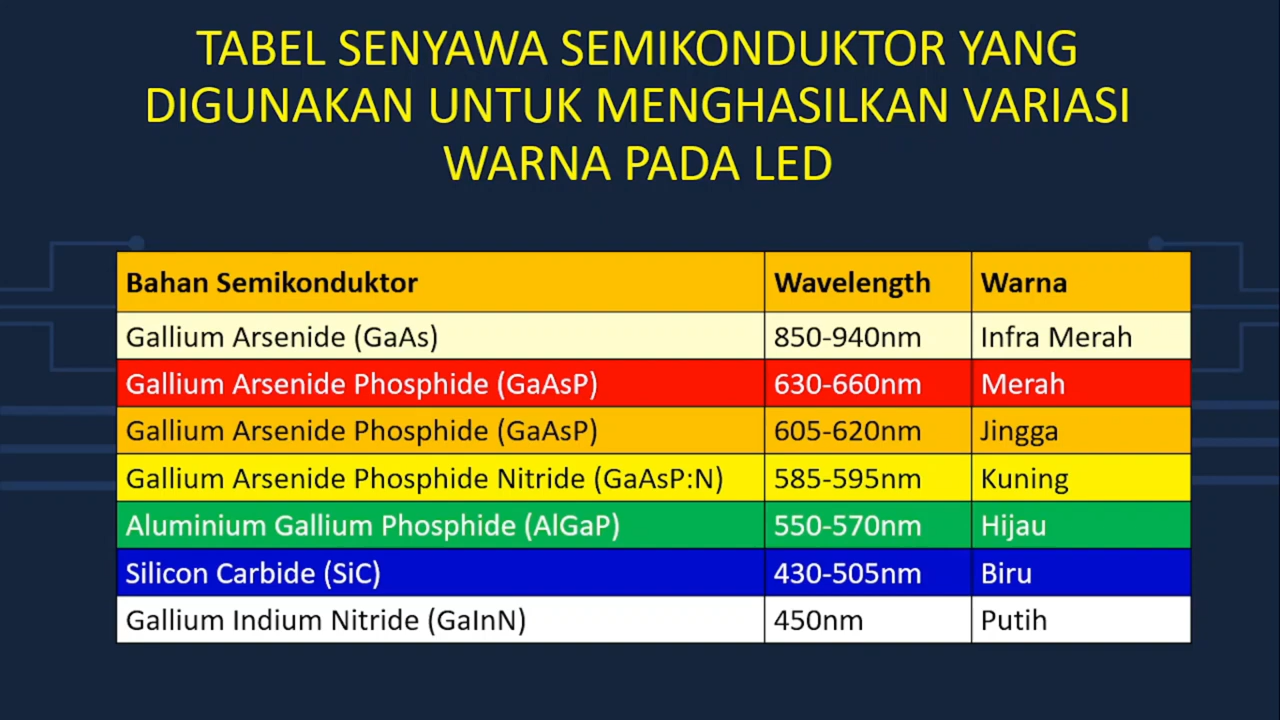 TABEL SENYAWA SEMIKONDUKTOR YANG
DIGUNAKAN UNTUK MENGHASILKAN VARIASI
WARNA PADA LED
Bahan Semikonduktor Wavelength Warna
Gallium Arsenide (GaAs) 850-940nm Infra Merah
Gallium Arsenide Phosphide (GaAsP) 630-660nm Merah
Gallium Arsenide Phosphide (GaAsP) 605-620nm Jingga
Gallium Arsenide Phosphide Nitride (GaAsP:N) 585-595nm Kuning
Aluminium Gallium Phosphide (AlGaP) 550-570nm Hijau
Silicon Carbide (SiC) 430-505nm Biru
Gallium Indium Nitride (GaInN) 450nm Putih